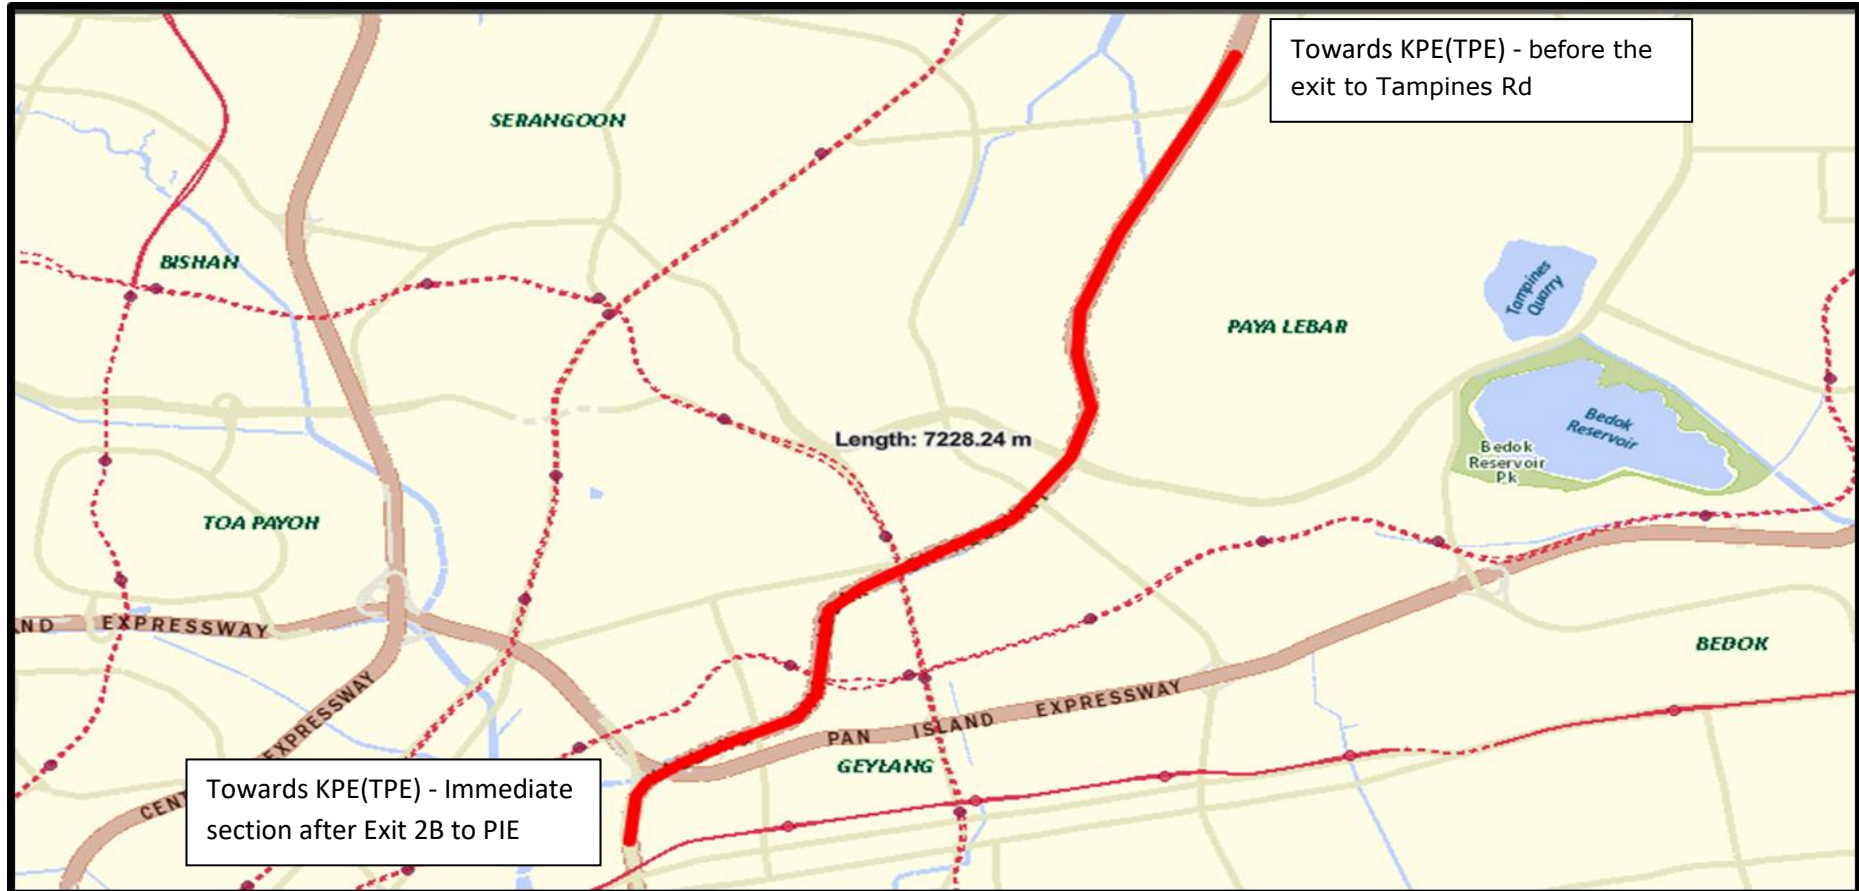 Towards KPE(TPE) - before the
exit to Tampines Rd
SERANGOON
BISHAN
Tampines
Quarry
PAYA LEBAR
Length: 7228.24 m
Bedok
Reservoir
Bedok
Reservoir
Pk
TOA PAYOH
ND EXPRESSWAY
BEDOK
PAN ISLAND EXPRESSWAY
GEYLANG
CENT
EXPRESSWAY
Towards KPE(TPE) - Immediate
section after Exit 2B to PIE